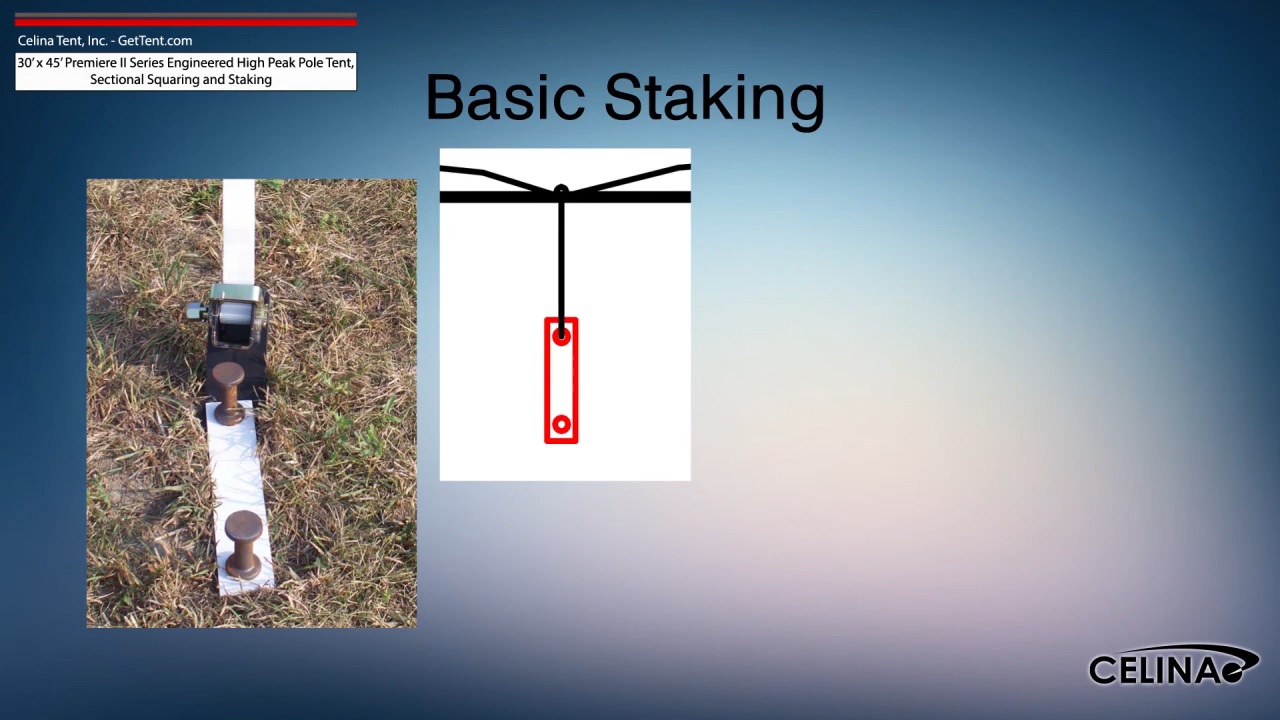 Celina Tent, Inc. - GetTent.com
30' x 45' Premiere II Series Engineered High Peak Pole Tent,
Sectional Squaring and Staking
Basic Staking
CELINA